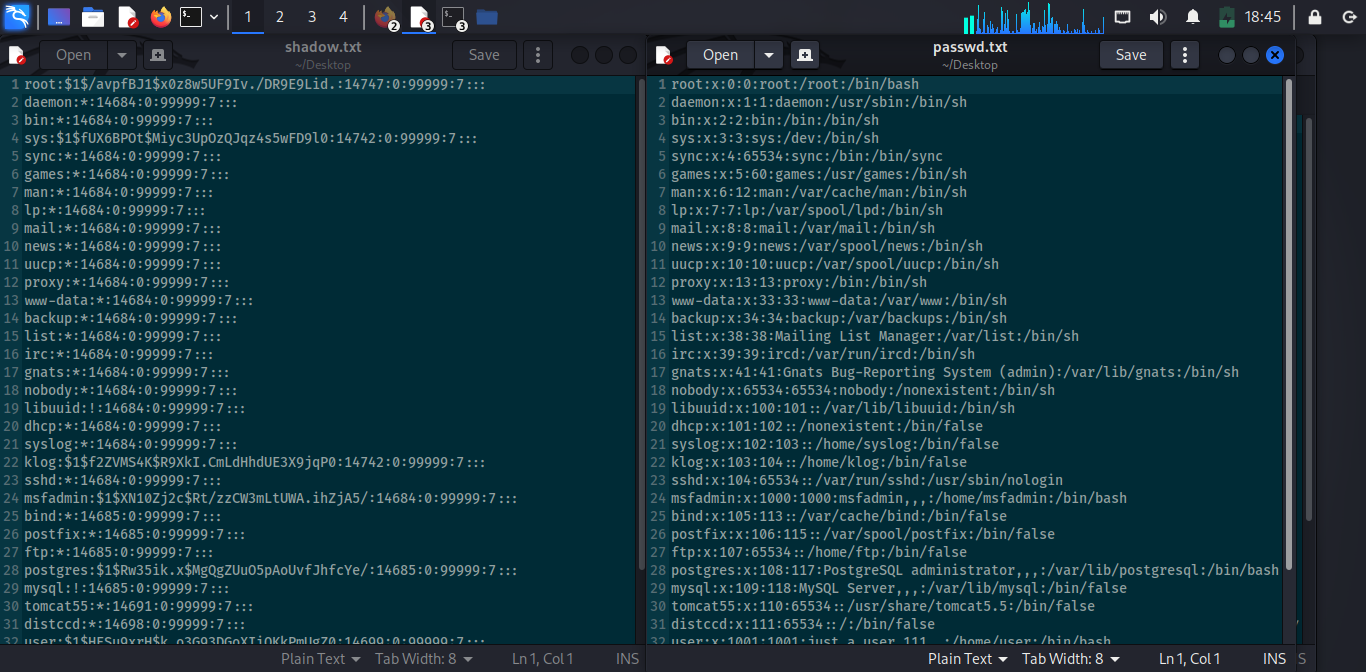 1 2 3 4 2 3 3 18:45
Open shadow.txt Save
~/Desktop
1 root:$1$/avpfBJ1$x0z8w5UF9Iv./DR9E9Lid.:14747:0:99999:7:::
2 daemon:*:14684:0:99999:7:::
3 bin:*:14684:0:99999:7:::
4 sys:$1$fUX6BPOt$Miyc3UpOzQJqz4s5wFD9l0:14742:0:99999:7:::
5 sync:*:14684:0:99999:7:::
6 games:*:14684:0:99999:7:::
7 man:*:14684:0:99999:7:::
8 lp:*:14684:0:99999:7:::
9 mail:*:14684:0:99999:7:::
10 news:*:14684:0:99999:7:::
11 uucp:*:14684:0:99999:7:::
12 proxy:*:14684:0:99999:7:::
13 www-data:*:14684:0:99999:7:::
14 backup:*:14684:0:99999:7:::
15 list:*:14684:0:99999:7:::
16 irc:*:14684:0:99999:7:::
17 gnats:*:14684:0:99999:7:::
18 nobody:*:14684:0:99999:7:::
19 libuuid:!:14684:0:99999:7:::
20 dhcp:*:14684:0:99999:7:::
21 syslog:*:14684:0:99999:7:::
22 klog:$1$f2ZVMS4K$R9XkI.CmLdHhdUE3X9jqP0:14742:0:99999:7:::
23 sshd:*:14684:0:99999:7:::
24 msfadmin:$1$XN10Zj2c$Rt/zzCW3mLtUWA.ihZjA5/:14684:0:99999:7:::
25 bind:*:14685:0:99999:7:::
26 postfix:*:14685:0:99999:7:::
27 ftp:*:14685:0:99999:7:::
28 postgres:$1$Rw35ik.x$MgQgZUuO5pAoUvfJhfcYe/:14685:0:99999:7:::
29 mysql:!:14685:0:99999:7:::
30 tomcat55:*:14691:0:99999:7:::
31 distccd:*:14698:0:99999:7:::
32 user:$1$HESu9xrH$k.o3G93DGoXIiQKkPmUgZ0:14699:0:99999:7:::
Plain Text Tab Width: 8 Ln 1, Col 1 INS
Open passwd.txt Save
~/Desktop
1 root:x:0:0:root:/root:/bin/bash
2 daemon:x:1:1:daemon:/usr/sbin:/bin/sh
3 bin:x:2:2:bin:/bin:/bin/sh
4 sys:x:3:3:sys:/dev:/bin/sh
5 sync:x:4:65534:sync:/bin:/bin/sync
6 games:x:5:60:games:/usr/games:/bin/sh
7 man:x:6:12:man:/var/cache/man:/bin/sh
8 lp:x:7:7:lp:/var/spool/lpd:/bin/sh
9 mail:x:8:8:mail:/var/mail:/bin/sh
10 news:x:9:9:news:/var/spool/news:/bin/sh
11 uucp:x:10:10:uucp:/var/spool/uucp:/bin/sh
12 proxy:x:13:13:proxy:/bin:/bin/sh
13 www-data:x:33:33:www-data:/var/www:/bin/sh
14 backup:x:34:34:backup:/var/backups:/bin/sh
15 list:x:38:38:Mailing List Manager:/var/list:/bin/sh
16 irc:x:39:39:ircd:/var/run/ircd:/bin/sh
17 gnats:x:41:41:Gnats Bug-Reporting System (admin):/var/lib/gnats:/bin/sh
18 nobody:x:65534:65534:nobody:/nonexistent:/bin/sh
19 libuuid:x:100:101::/var/lib/libuuid:/bin/sh
20 dhcp:x:101:102::/nonexistent:/bin/false
21 syslog:x:102:103::/home/syslog:/bin/false
22 klog:x:103:104::/home/klog:/bin/false
23 sshd:x:104:65534::/var/run/sshd:/usr/sbin/nologin
24 msfadmin:x:1000:1000:msfadmin,,,:/home/msfadmin:/bin/bash
25 bind:x:105:113::/var/cache/bind:/bin/false
26 postfix:x:106:115::/var/spool/postfix:/bin/false
27 ftp:x:107:65534::/home/ftp:/bin/false
28 postgres:x:108:117:PostgreSQL administrator,,,:/var/lib/postgresql:/bin/bash
29 mysql:x:109:118:MySQL Server,,,:/var/lib/mysql:/bin/false
30 tomcat55:x:110:65534::/usr/share/tomcat5.5:/bin/false
31 distccd:x:111:65534::/:/bin/false
32 user:x:1001:1001:just a user,111,,:/home/user:/bin/bash
Plain Text Tab Width: 8 Ln 1, Col 1 INS S